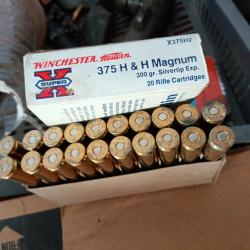 X375H2
WINCHESTER Western
SUPER X
375 H & H Magnum
300 gr. Silvertip Exp.
20 Rifle Cartridges